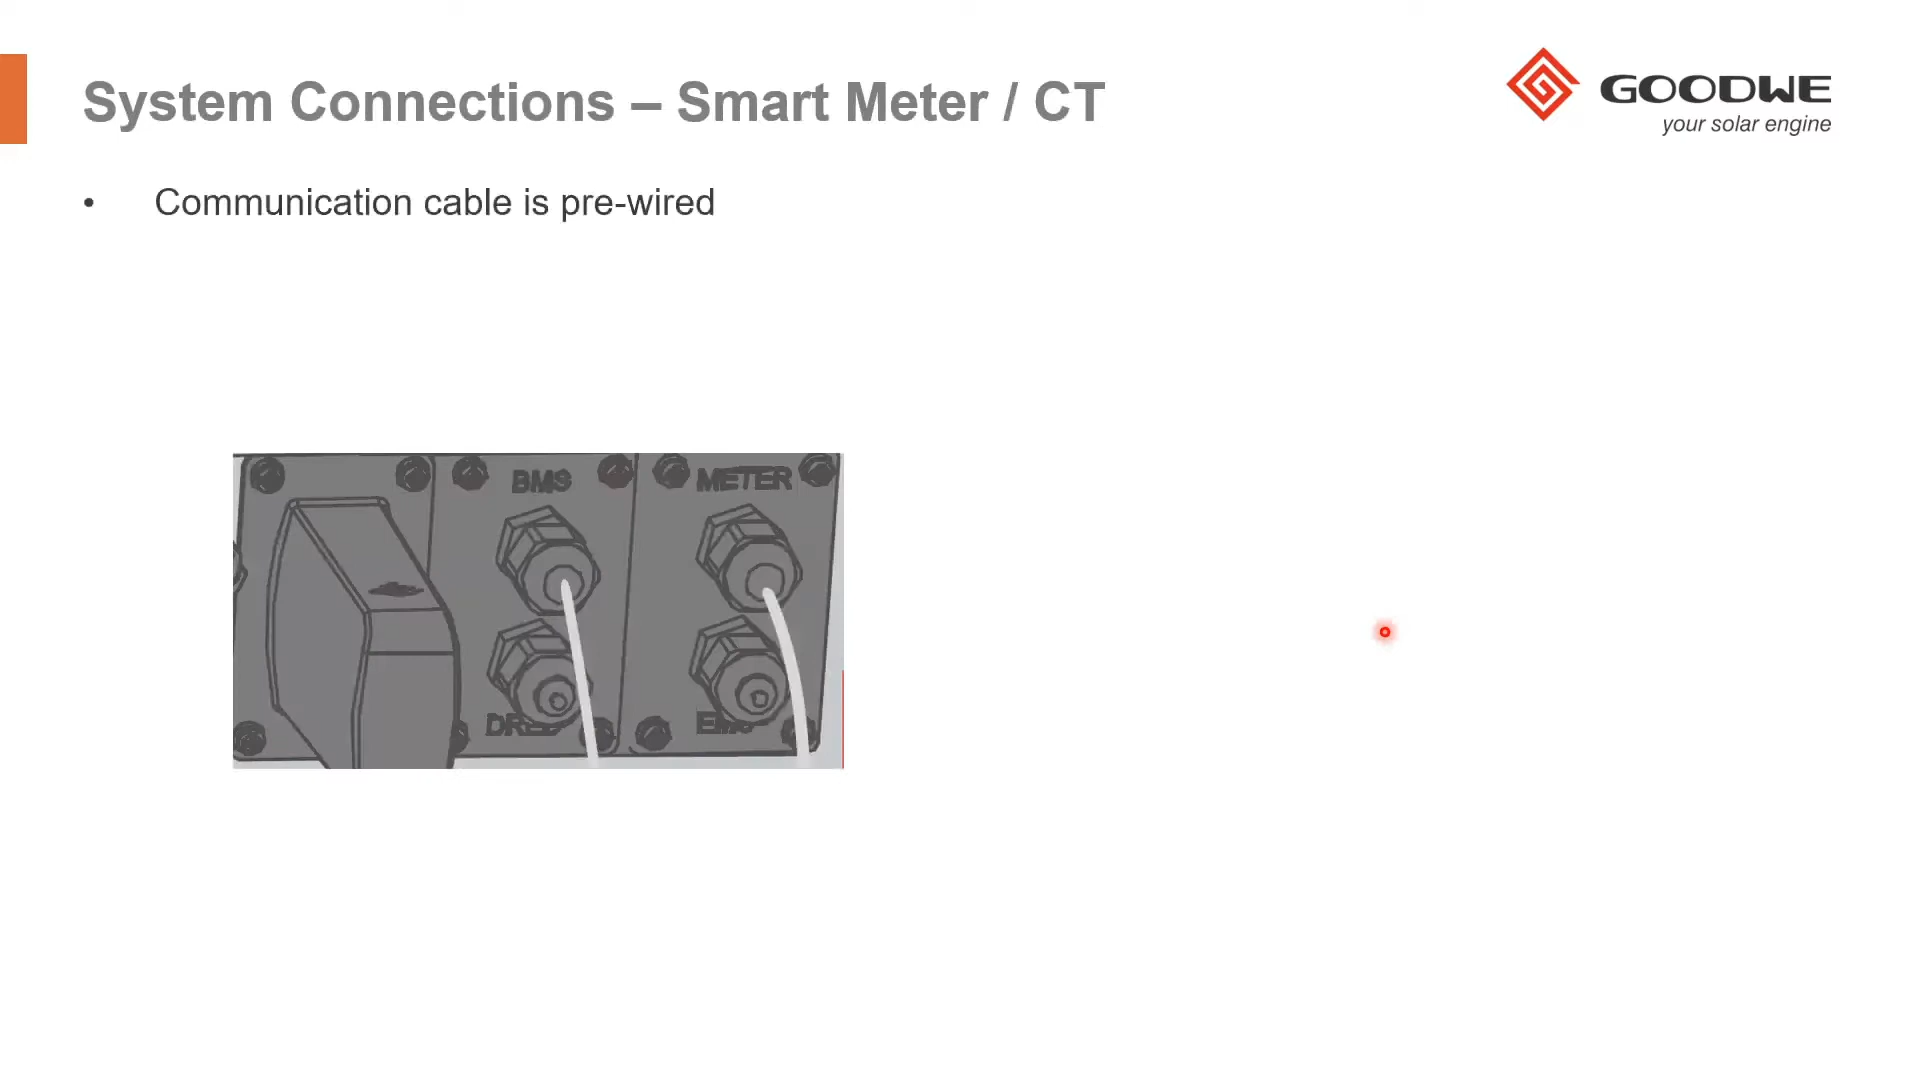 System Connections – Smart Meter / CT
GOODWE
your solar engine
• Communication cable is pre-wired
BMS
METER